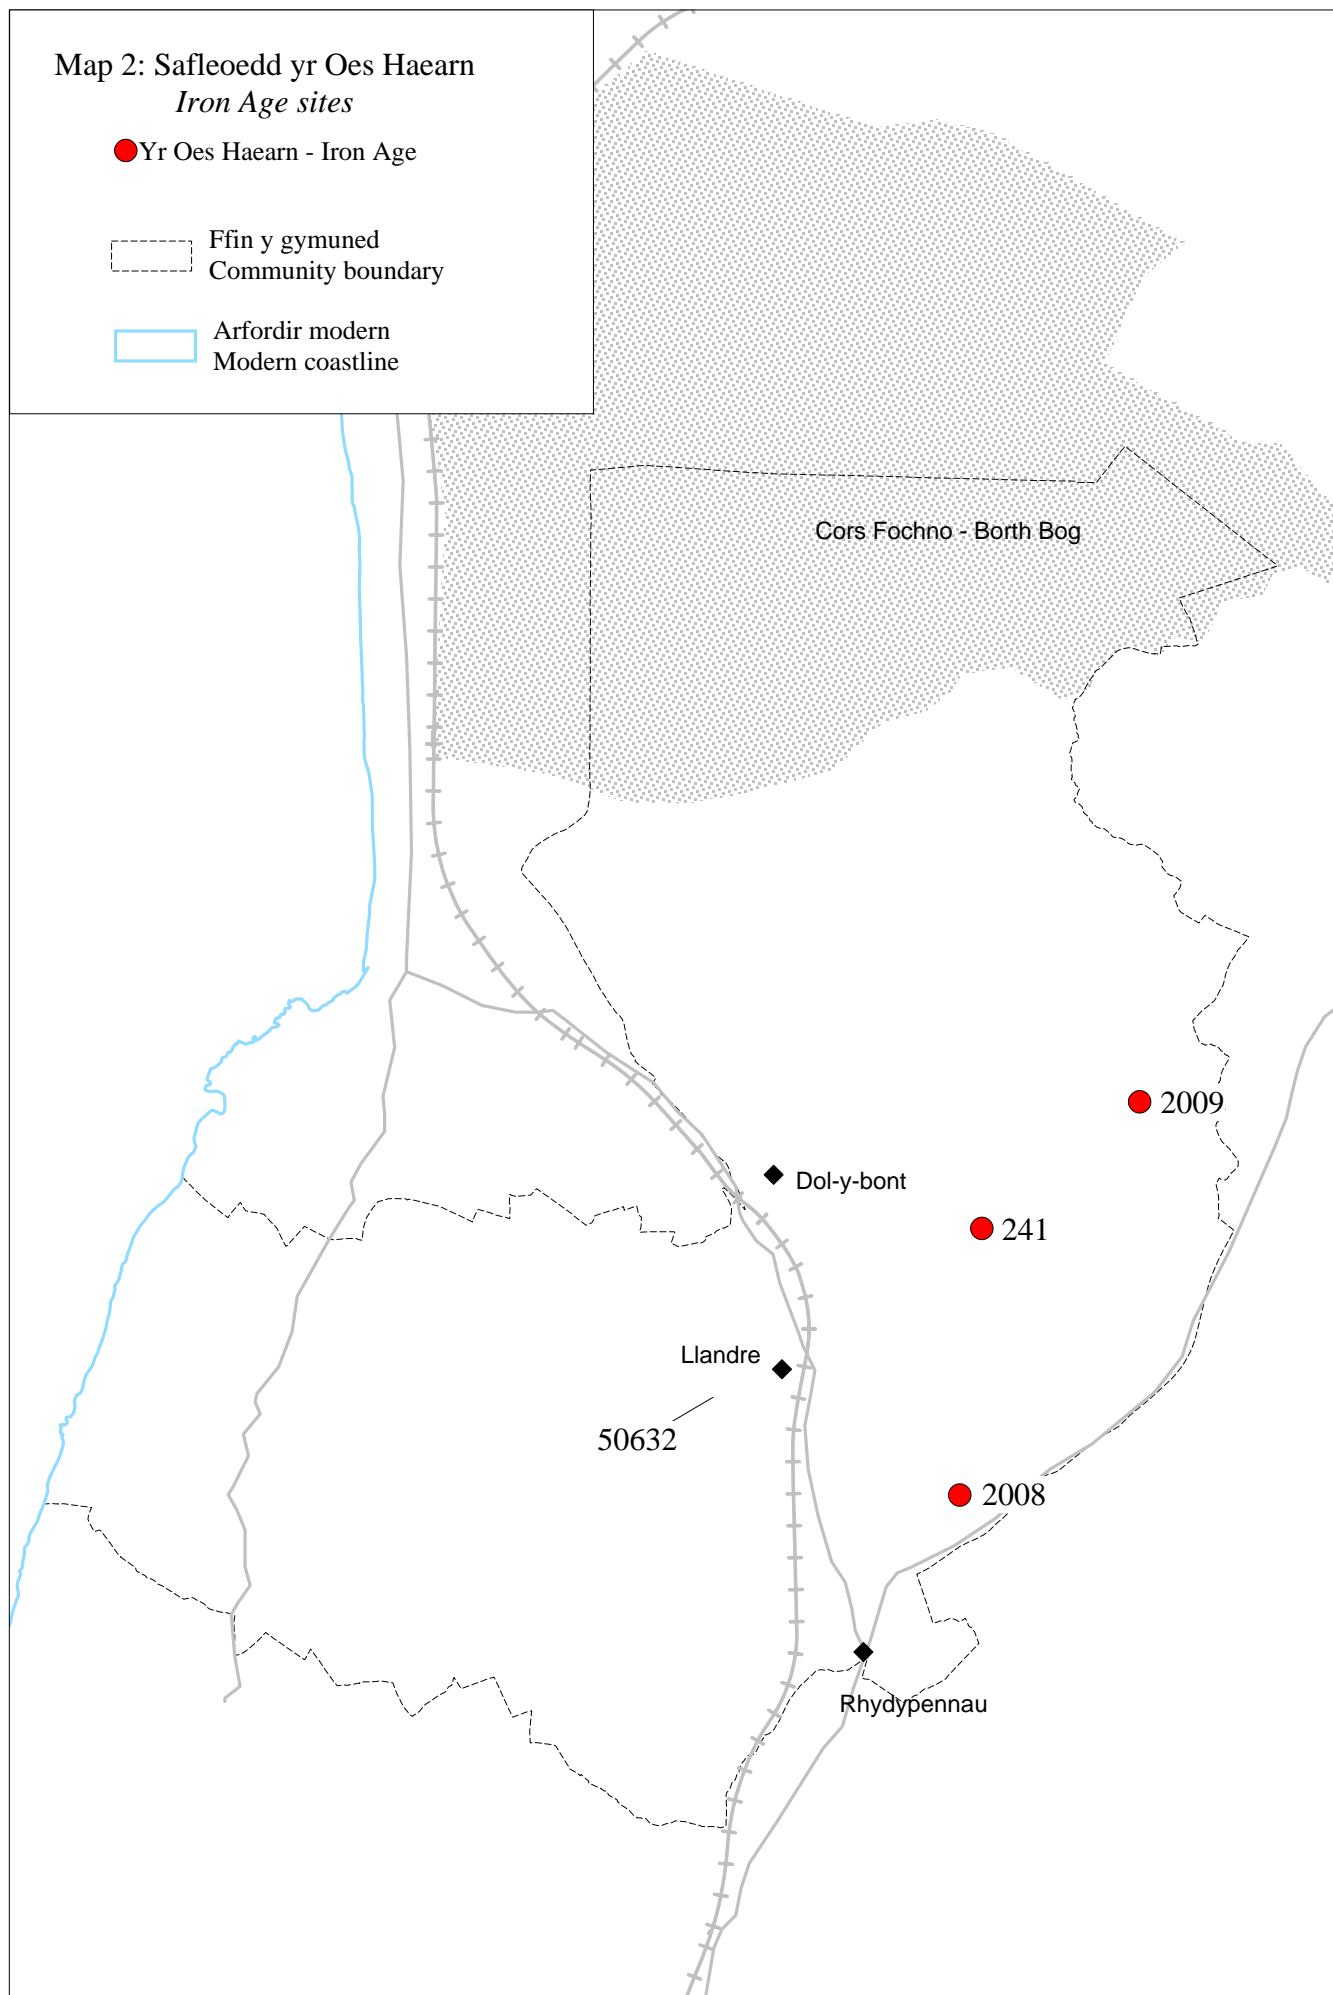 Map 2: Safleoedd yr Oes Haearn
Iron Age sites
Yr Oes Haearn - Iron Age
Ffin y gymuned
Community boundary
Arfordir modern
Modern coastline
Cors Fochno - Borth Bog
2009
Dol-y-bont
241
Llandre
50632
2008
Rhydypennau